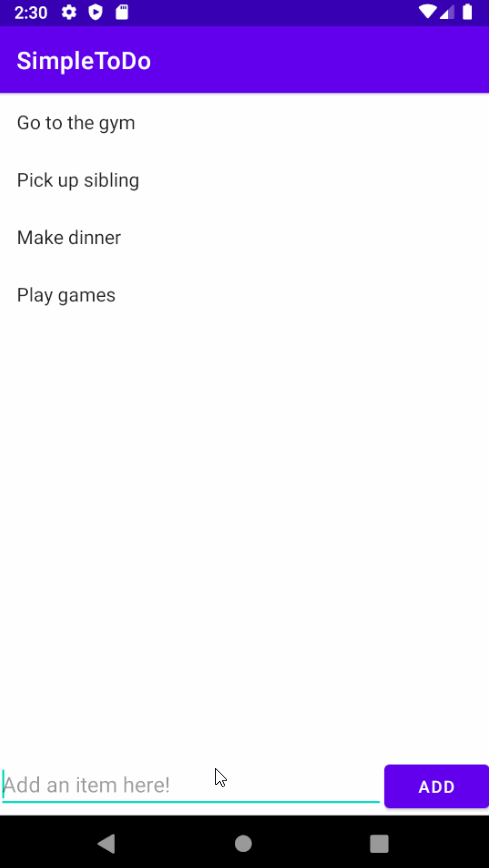 2:30
SimpleToDo
Go to the gym
Pick up sibling
Make dinner
Play games
Add an item here!
ADD